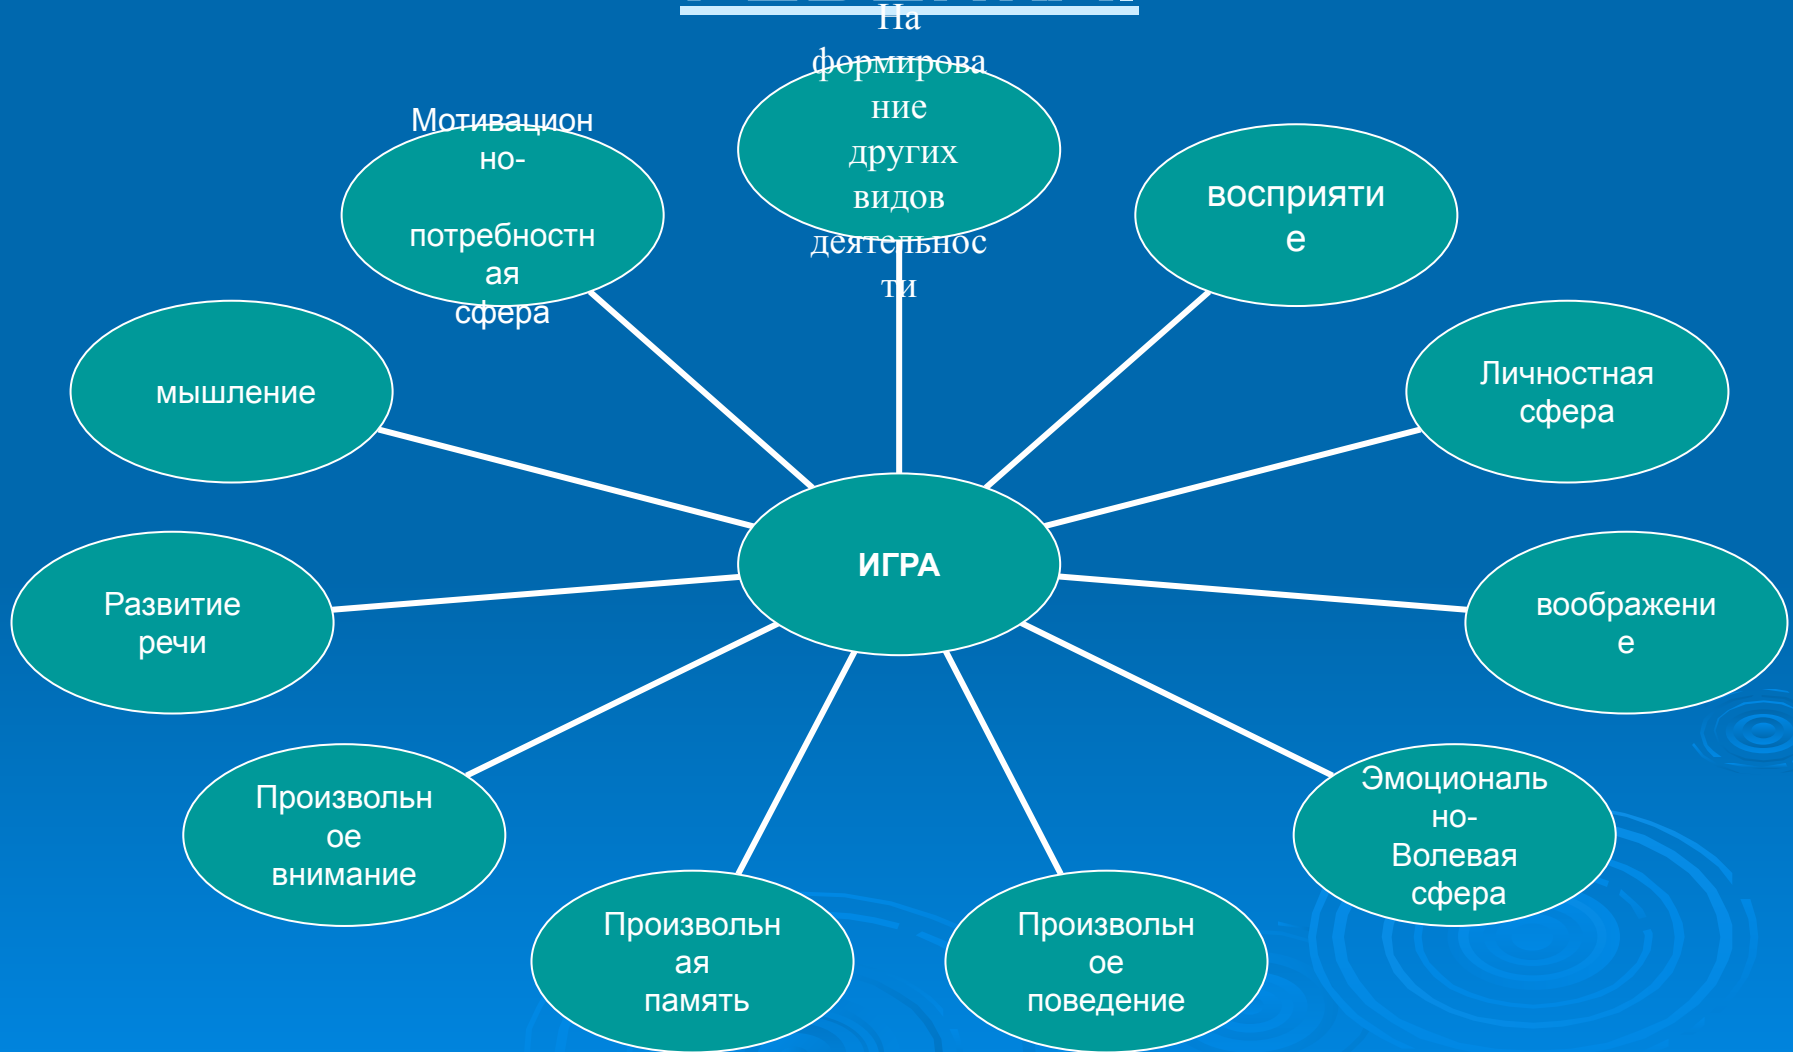 На
формирова
ние
других
видов
деятельнос
ти
восприяти
е
Личностная
сфера
воображени
е
Эмоциональ
но-
Волевая
сфера
Произвольн
ое
поведение
Произвольн
ая
память
Произвольн
ое
внимание
Развитие
речи
мышление
Мотивацион
но-
потребностн
ая
сфера
ИГРА